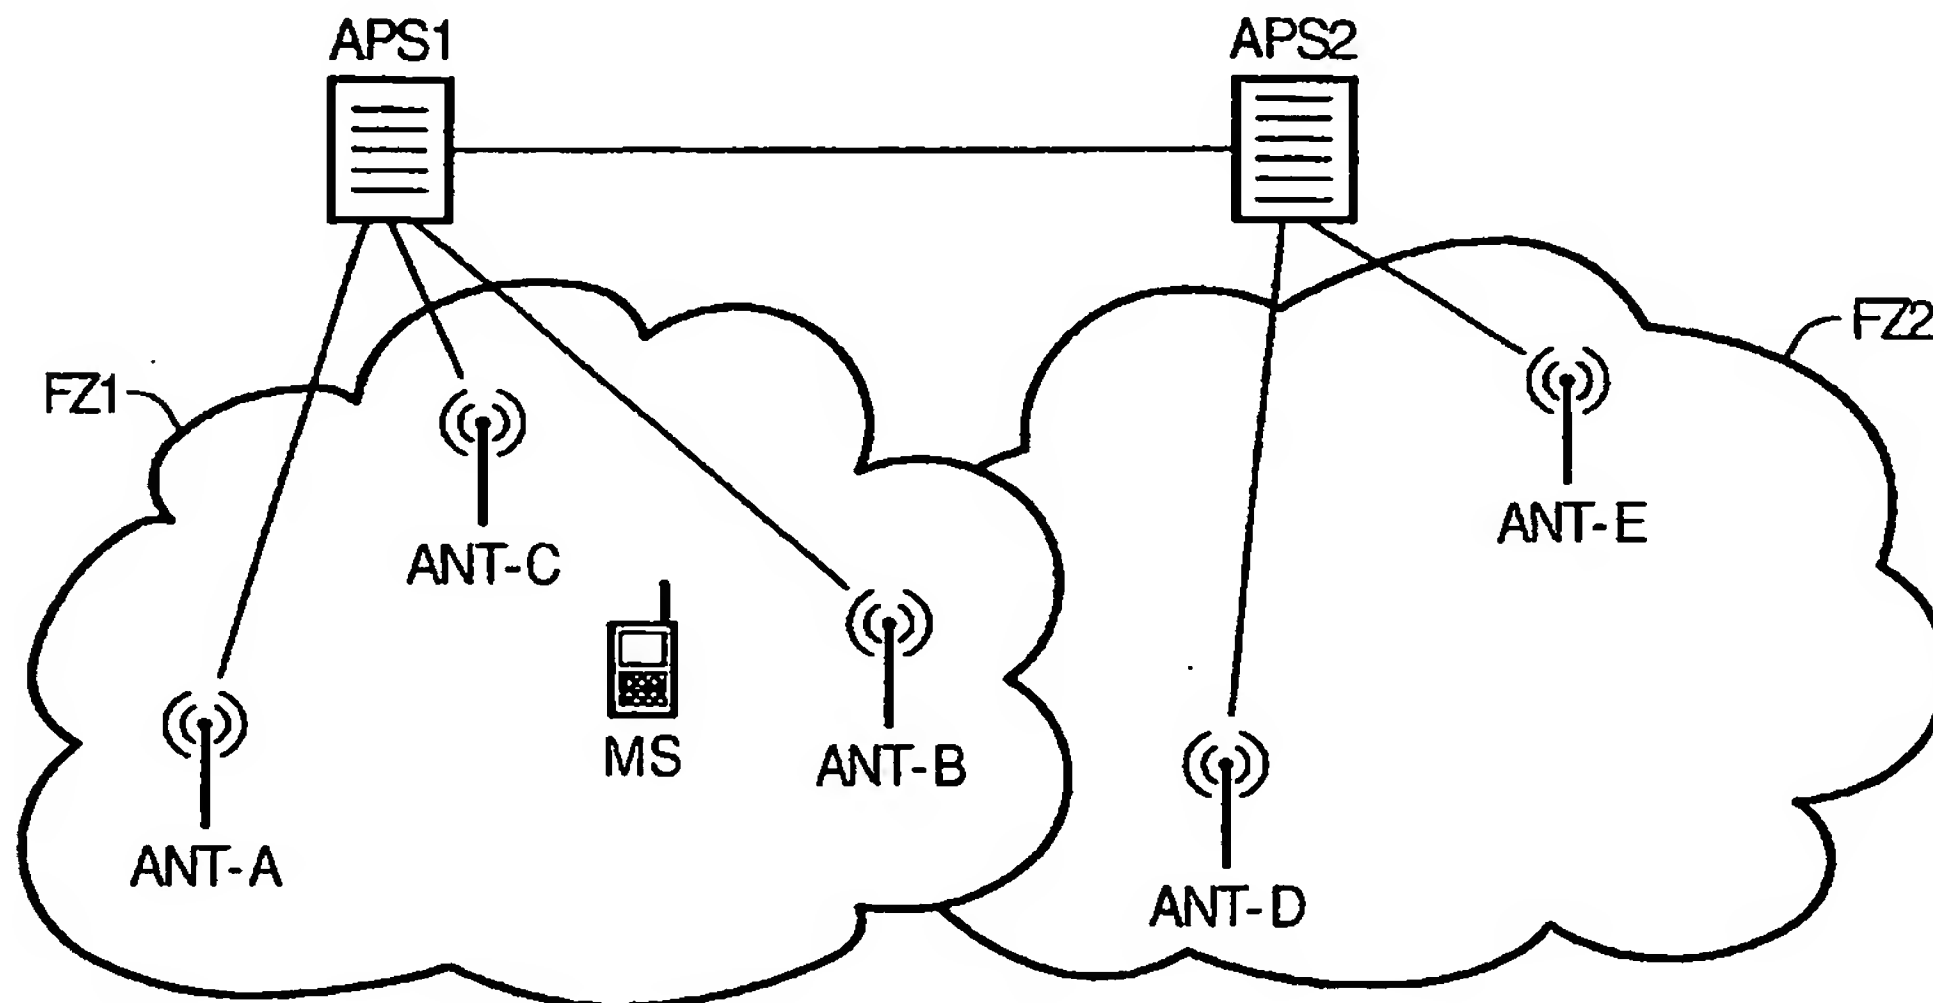 APS1
APS2
FZ1
FZ2
ANT-C
ANT-E
MS
ANT-B
ANT-A
ANT-D